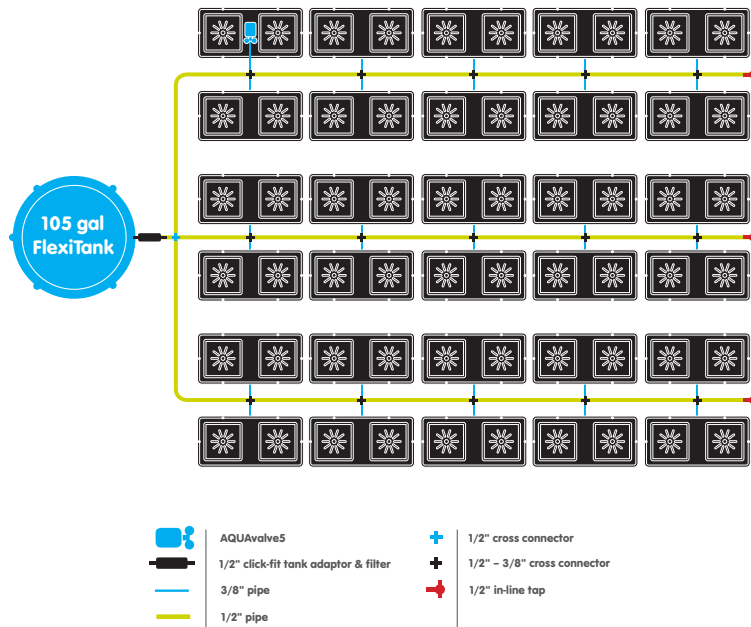 105 gal
FlexiTank
AQUAvalve5
1/2" click-fit tank adaptor & filter
3/8" pipe
1/2" pipe
1/2" cross connector
1/2" – 3/8" cross connector
1/2" in-line tap